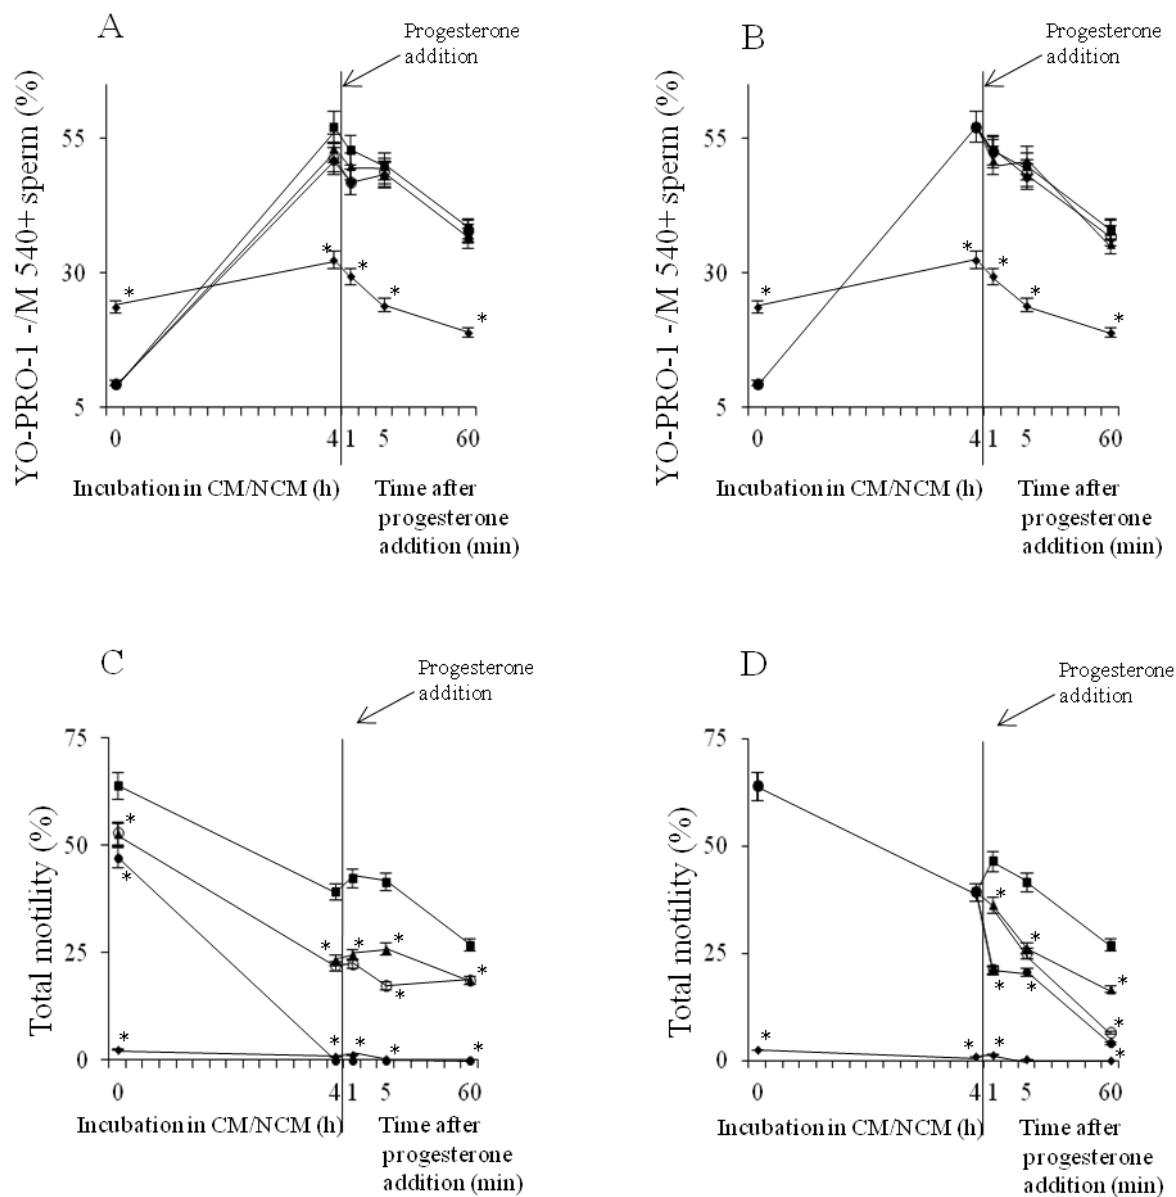 A
Progesterone
addition
YO-PRO-1 -/M 540+ sperm (%)
55
30
5
*
*
*
*
*
0
4
1
5
60
Incubation in CM/NCM (h)
Time after
progesterone
addition (min)
B
Progesterone
addition
YO-PRO-1 -/M 540+ sperm (%)
55
30
5
*
*
*
*
*
0
4
1
5
60
Incubation in CM/NCM (h)
Time after
progesterone
addition (min)
C
Progesterone
addition
Total motility (%)
75
50
25
0
*
*
*
*
*
*
*
*
*
*
*
*
0
4
1
5
60
Incubation in CM/NCM (h)
Time after
progesterone
addition (min)
D
Progesterone
addition
Total motility (%)
75
50
25
0
*
*
*
*
*
*
*
*
*
*
0
4
1
5
60
Incubation in CM/NCM (h)
Time after
progesterone
addition (min)